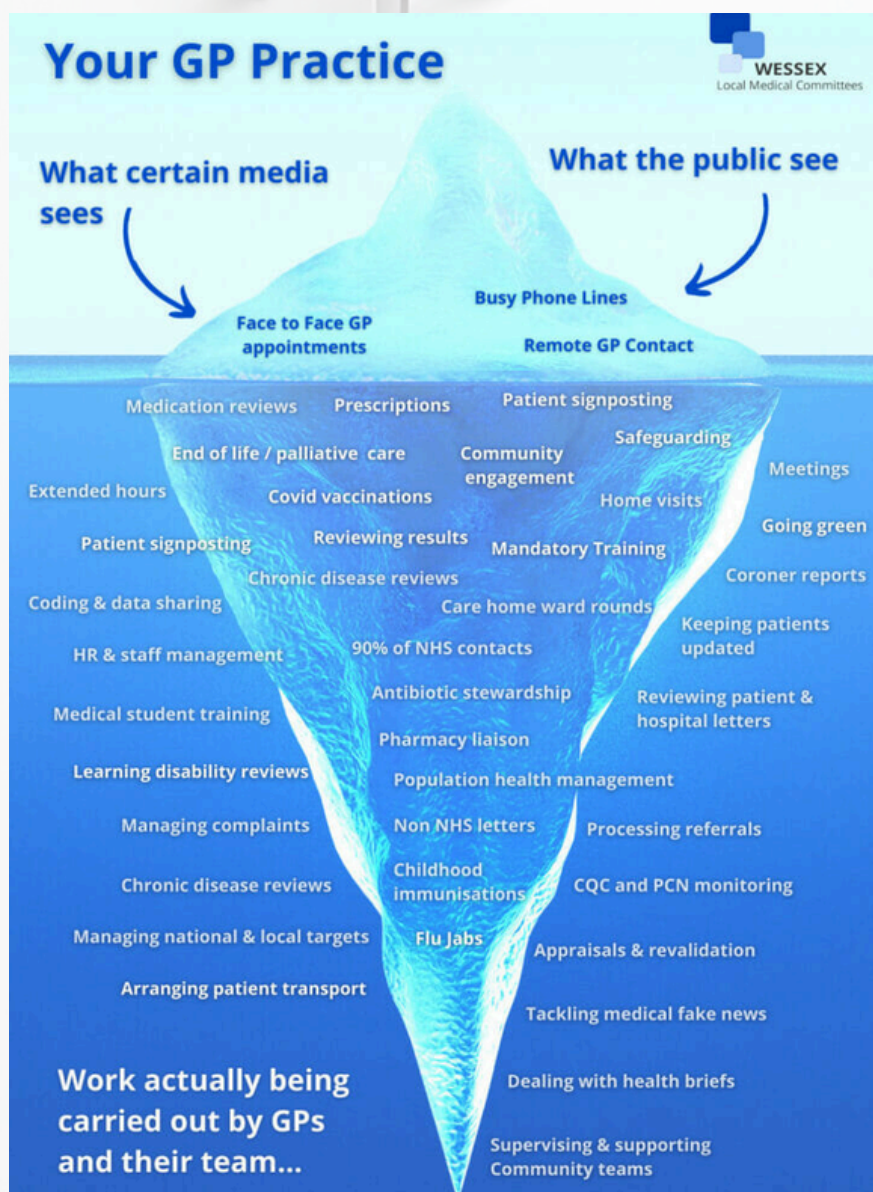 Your GP Practice
WESSEX
Local Medical Committees
What certain media
sees
What the public see
Busy Phone Lines
Face to Face GP
appointments
Remote GP Contact
Medication reviews
Prescriptions
Patient signposting
Safeguarding
End of life / palliative care
Community
engagement
Meetings
Extended hours
Covid vaccinations
Home visits
Going green
Patient signposting
Reviewing results
Mandatory Training
Chronic disease reviews
Coroner reports
Coding & data sharing
Care home ward rounds
Keeping patients
updated
HR & staff management
90% of NHS contacts
Antibiotic stewardship
Reviewing patient &
hospital letters
Medical student training
Pharmacy liaison
Learning disability reviews
Population health management
Managing complaints
Non NHS letters
Processing referrals
Chronic disease reviews
Childhood
immunisations
CQC and PCN monitoring
Managing national & local targets
Flu Jabs
Appraisals & revalidation
Arranging patient transport
Tackling medical fake news
Work actually being
carried out by GPs
and their team...
Dealing with health briefs
Supervising & supporting
Community teams